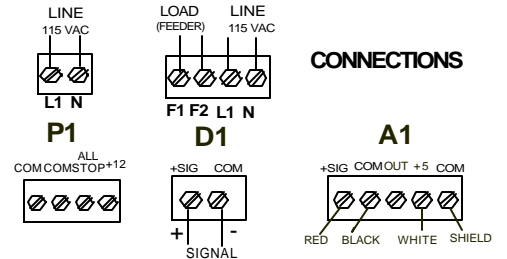 LINE
115 VAC
L1 N
P1
LOAD LINE
(FEEDER) 115 VAC
F1 F2 L1 N
D1
CONNECTIONS
A1
ALL
COM COM STOP +12
+SIG COM
+ -
SIGNAL
+SIG COM OUT +5 COM
RED BLACK WHITE SHIELD